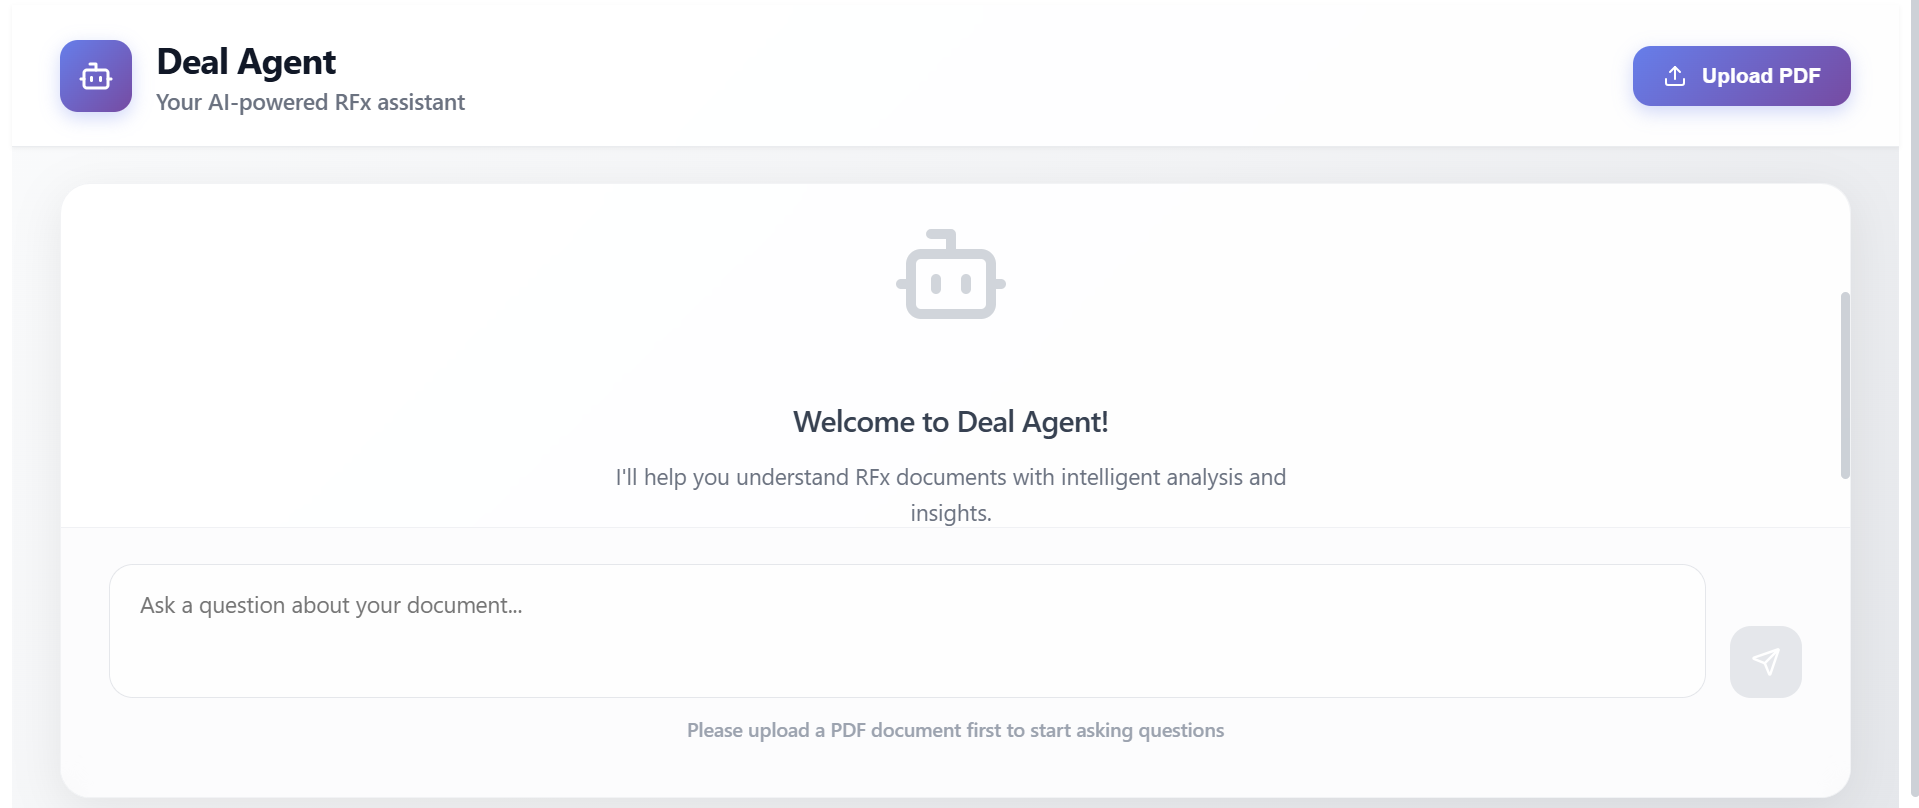 Deal Agent
Your AI-powered RFx assistant
Upload PDF
Welcome to Deal Agent!
I'll help you understand RFx documents with intelligent analysis and
insights.
Ask a question about your document...
Please upload a PDF document first to start asking questions